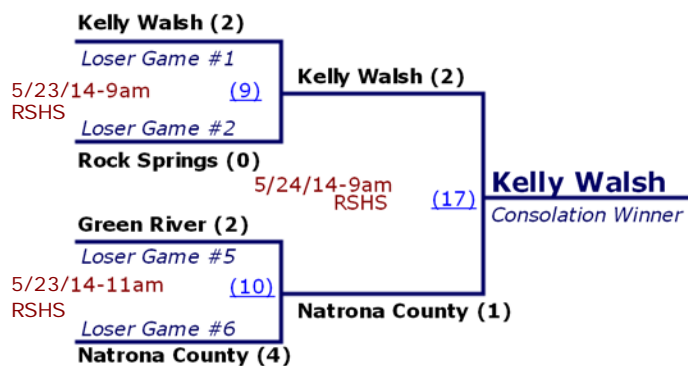 Kelly Walsh (2)
Loser Game #1
5/23/14-9am
RSHS
(9)
Loser Game #2
Rock Springs (0)
Kelly Walsh (2)
5/24/14-9am
RSHS
(17)
Kelly Walsh
Consolation Winner
Green River (2)
Loser Game #5
5/23/14-11am
RSHS
(10)
Loser Game #6
Natrona County (4)
Natrona County (1)